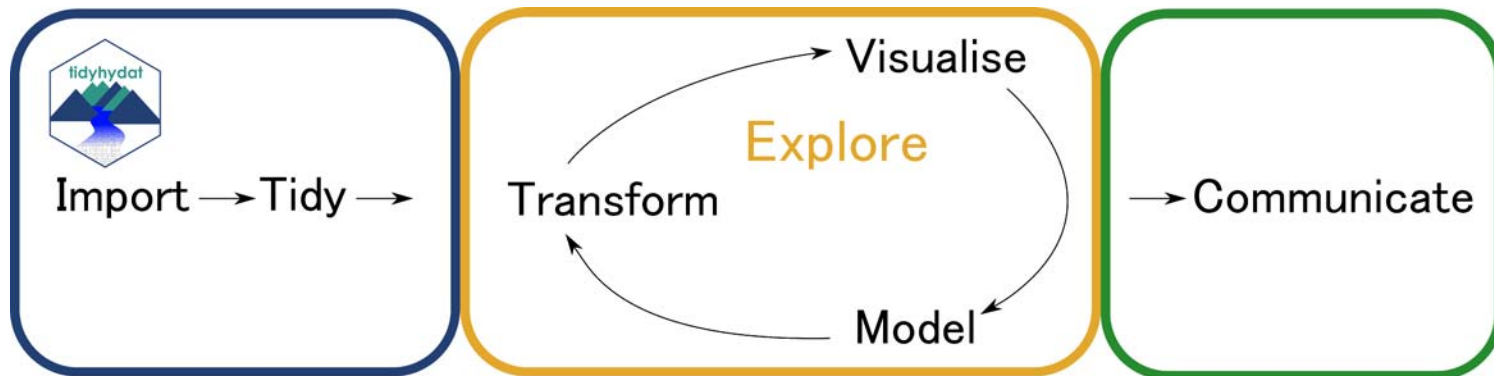 tidyhydat
Import
Tidy
Transform
Visualise
Explore
Model
Communicate